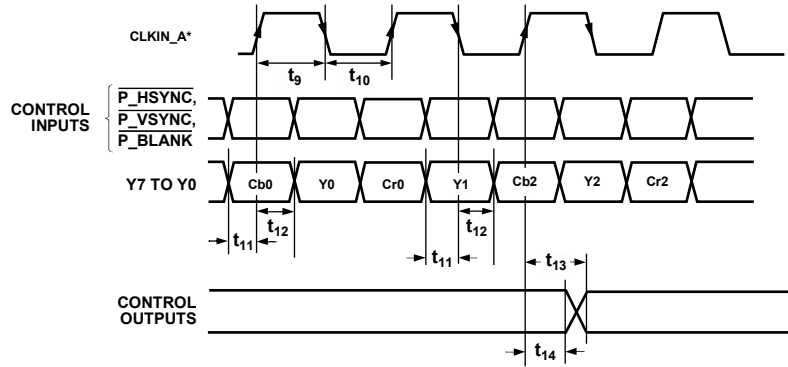 CLKIN_A*
t9
t10
CONTROL INPUTS
P_HSYNC,
P_VSYNC,
P_BLANK
Y7 TO Y0
Cb0
Y0
Cr0
Y1
Cb2
Y2
Cr2
t12
t12
t11
t11
t13
CONTROL OUTPUTS
t14